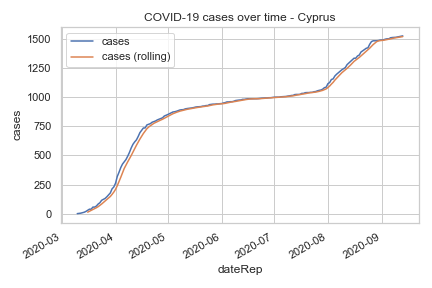 COVID-19 cases over time - Cyprus
cases
cases (rolling)
1500
1250
1000
750
500
250
0
cases
2020-03
2020-04
2020-05
2020-06
2020-07
2020-08
2020-09
dateRep